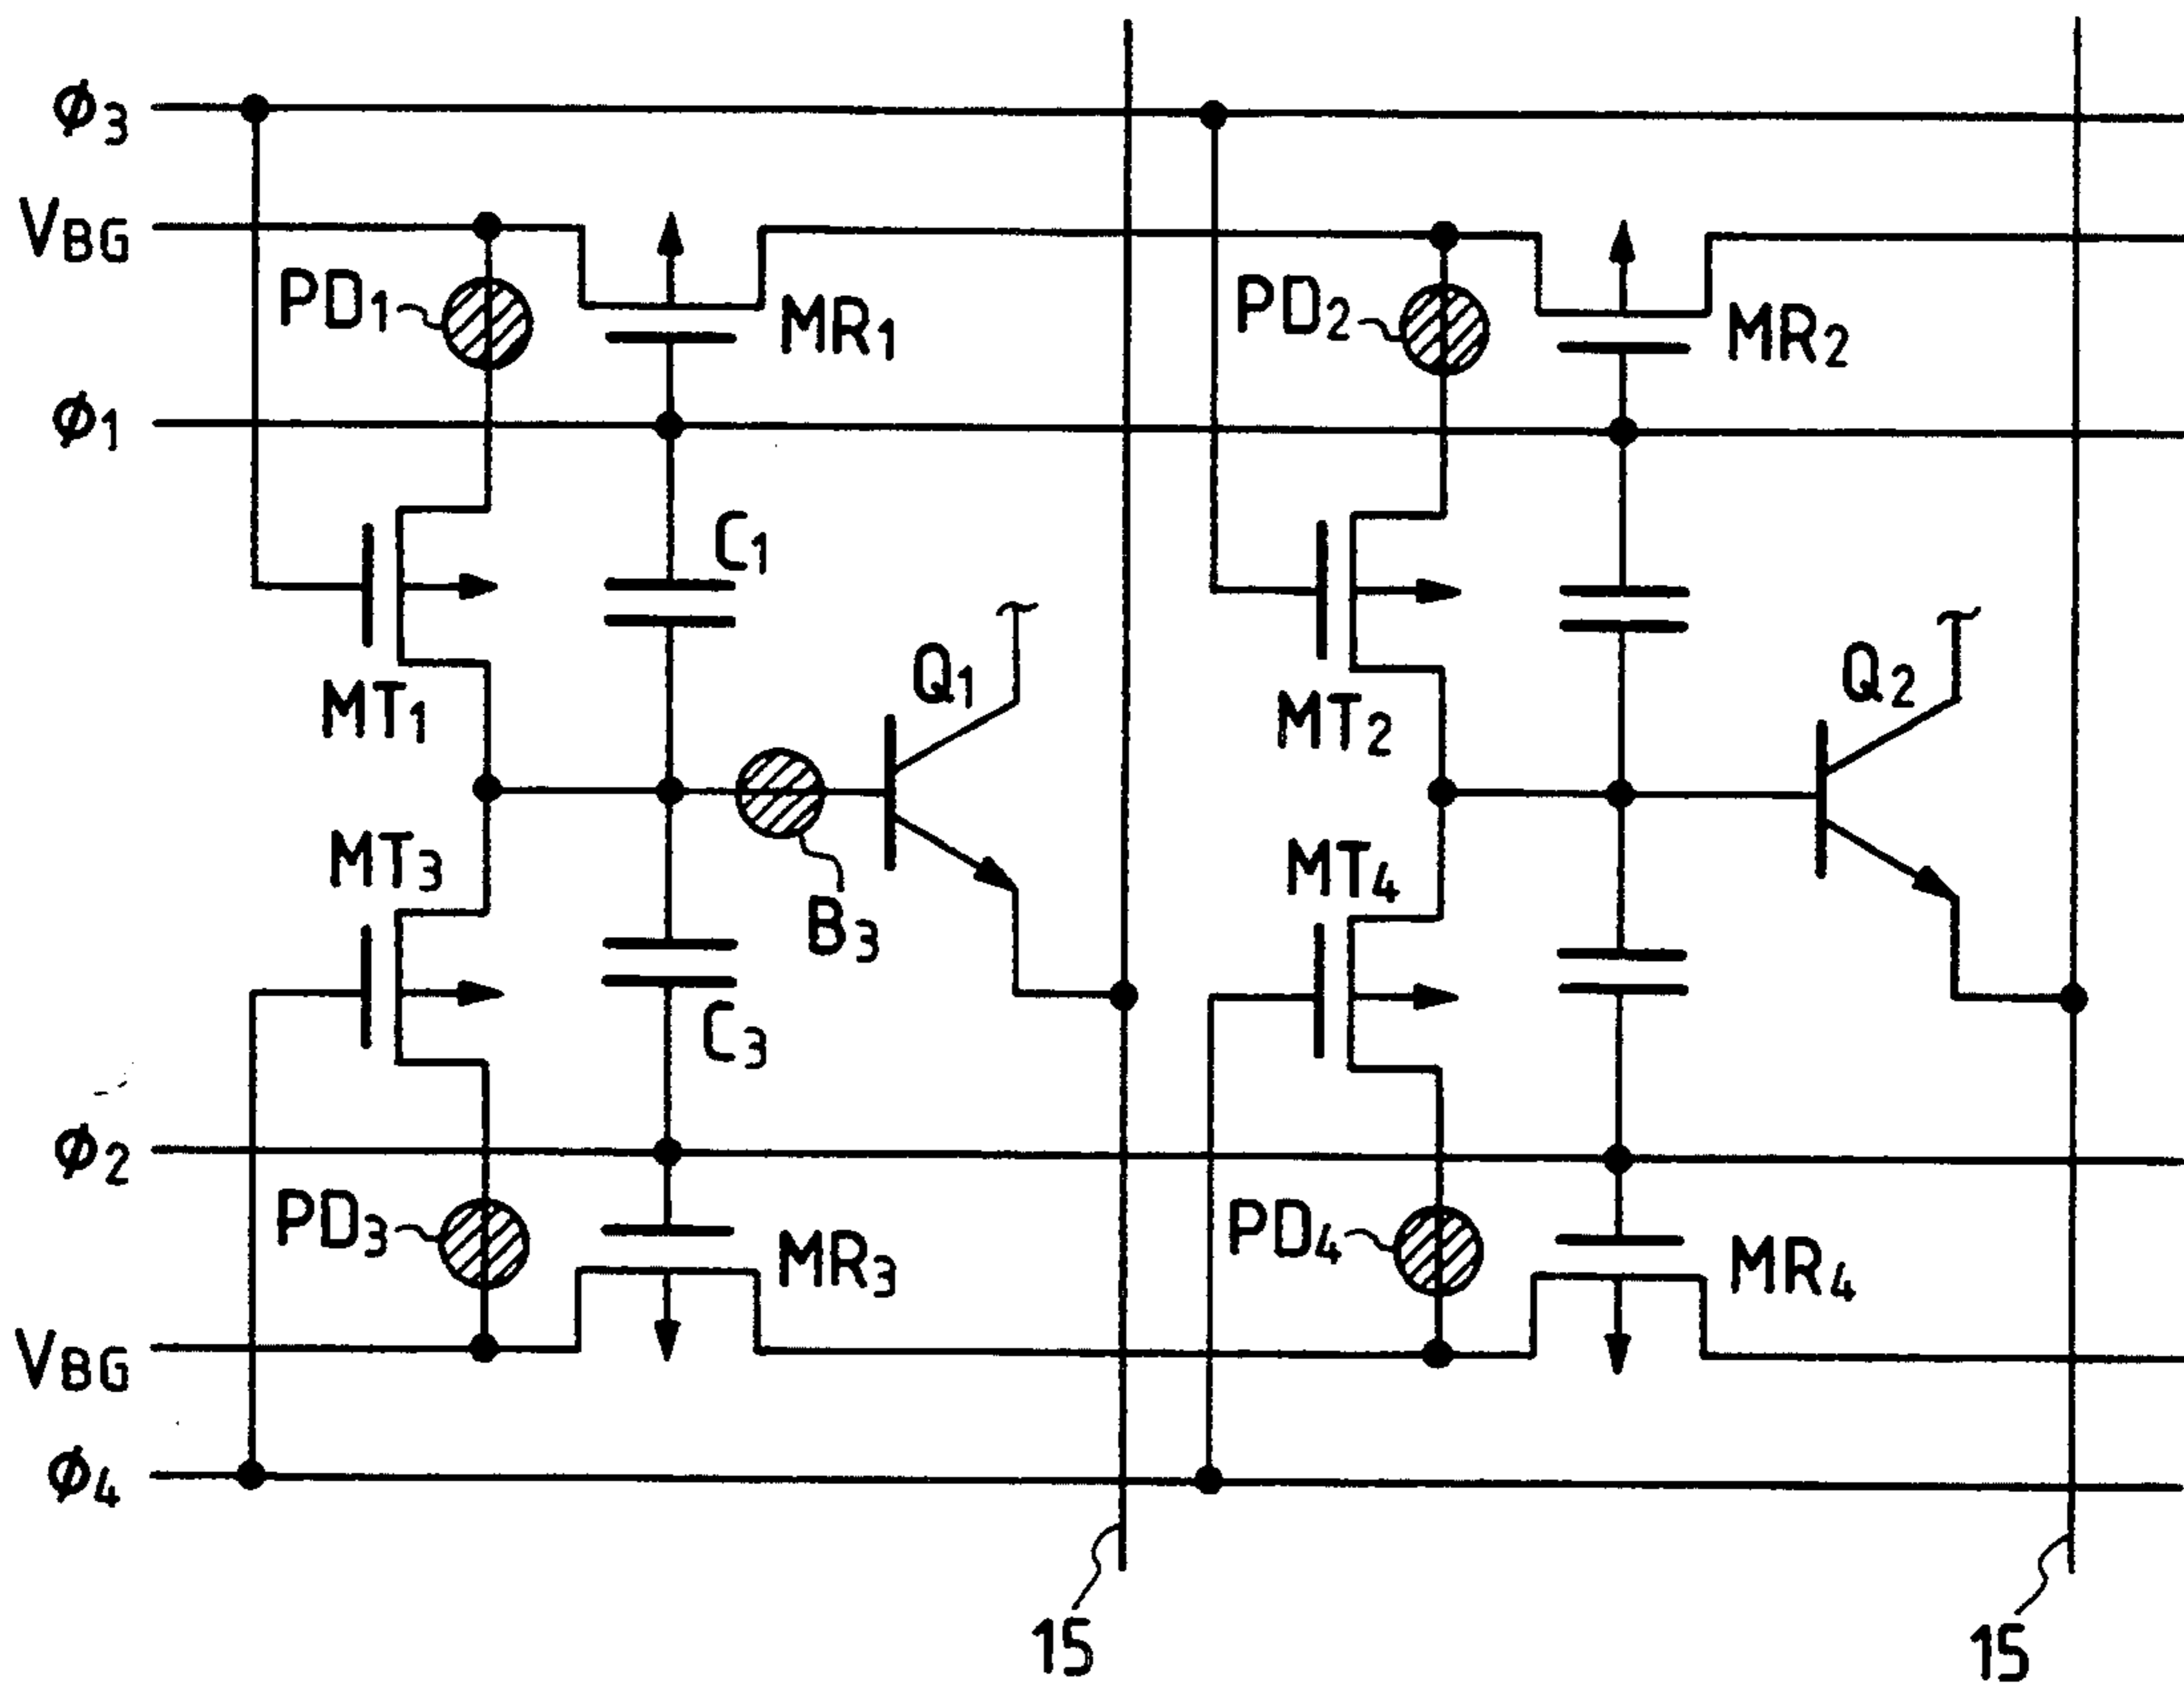 ϕ3
VBG
PD1
MR1
PD2
MR2
ϕ1
C1
Q1
Q2
MT1
MT2
MT3
MT4
B3
C3
ϕ2
PD3
MR3
PD4
MR4
VBG
ϕ4
15
15